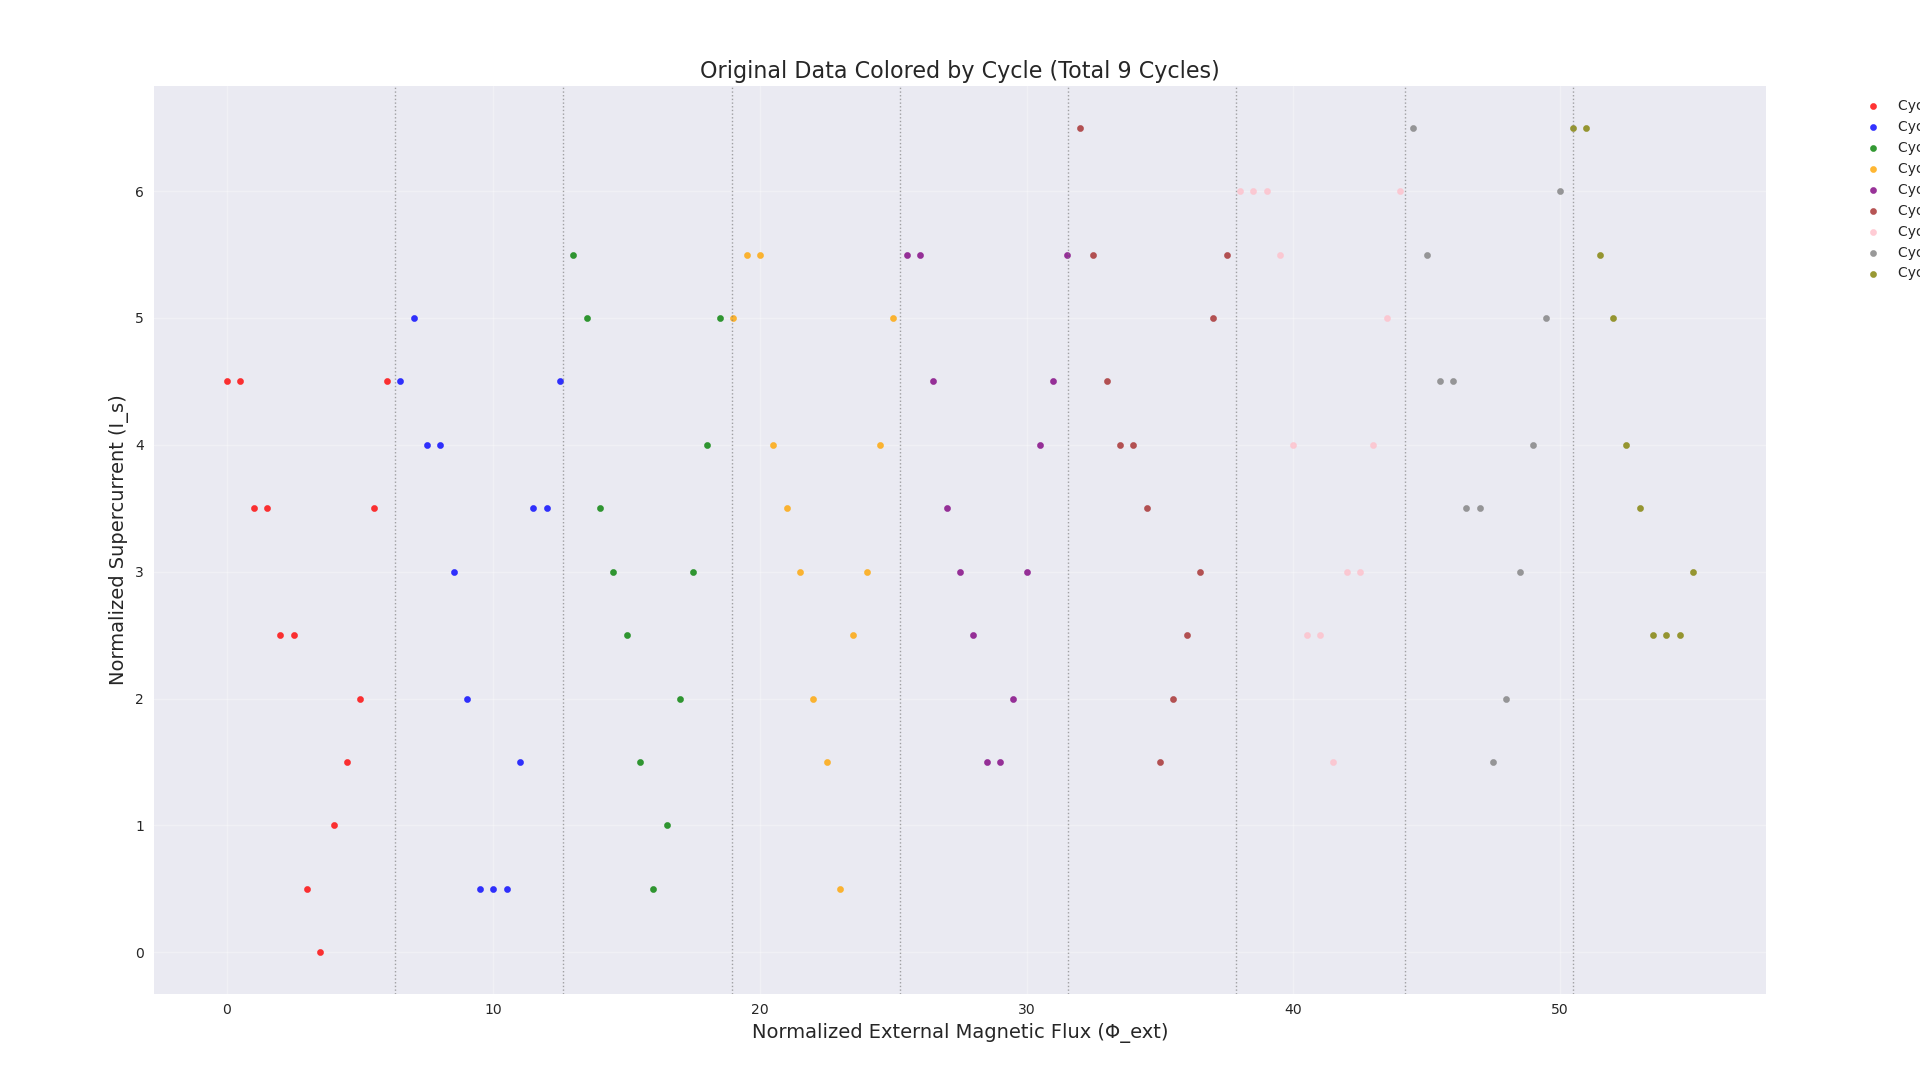 Original Data Colored by Cycle (Total 9 Cycles)
Cyc
Cyc
Cyc
Cyc
Cyc
Cyc
Cyc
Cyc
Cyc
6
5
4
3
2
1
0
Normalized Supercurrent (I_s)
0 10 20 30 40 50
Normalized External Magnetic Flux (Φ_ext)